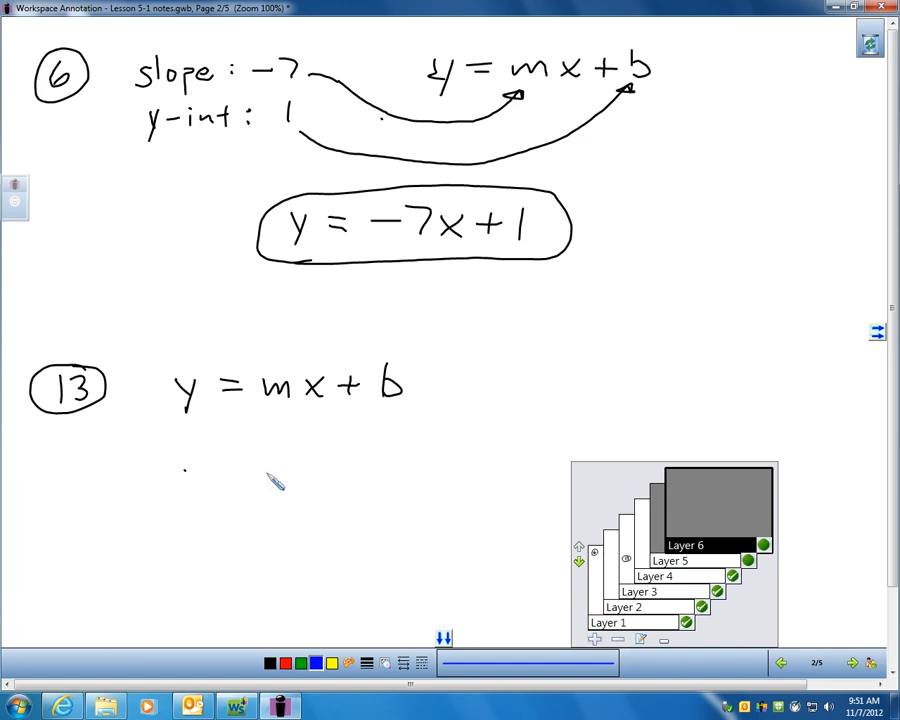 Workspace Annotation - Lesson 5-1 notes.gwb, Page 2/5 (Zoom 100%) *
6 slope : -7 y = mx + b
y-int : 1
y = -7x + 1
13 y = mx + b
Layer 6
Layer 5
Layer 4
Layer 3
Layer 2
Layer 1
2/5
9:51 AM
11/7/2012